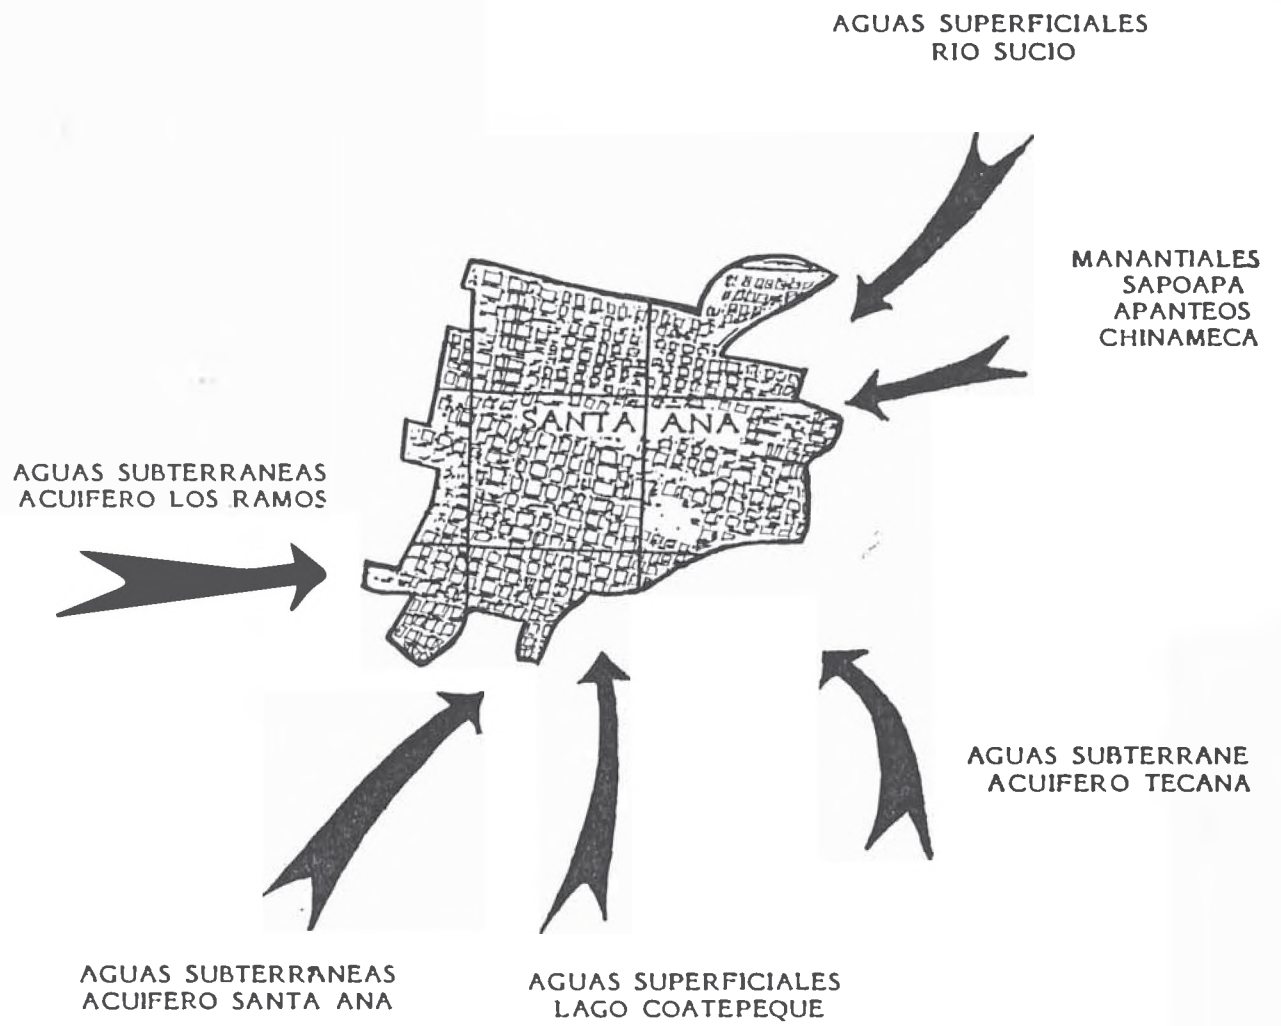 AGUAS SUPERFICIALES
RIO SUCIO
MANANTIALES
SAPOAPA
APANTEOS
CHINAMECA
SANTA ANA
AGUAS SUBTERRANEAS
ACUIFERO LOS RAMOS
AGUAS SUBTERRANE
ACUIFERO TECANA
AGUAS SUBTERRANEAS
ACUIFERO SANTA ANA
AGUAS SUPERFICIALES
LAGO COATEPEQUE